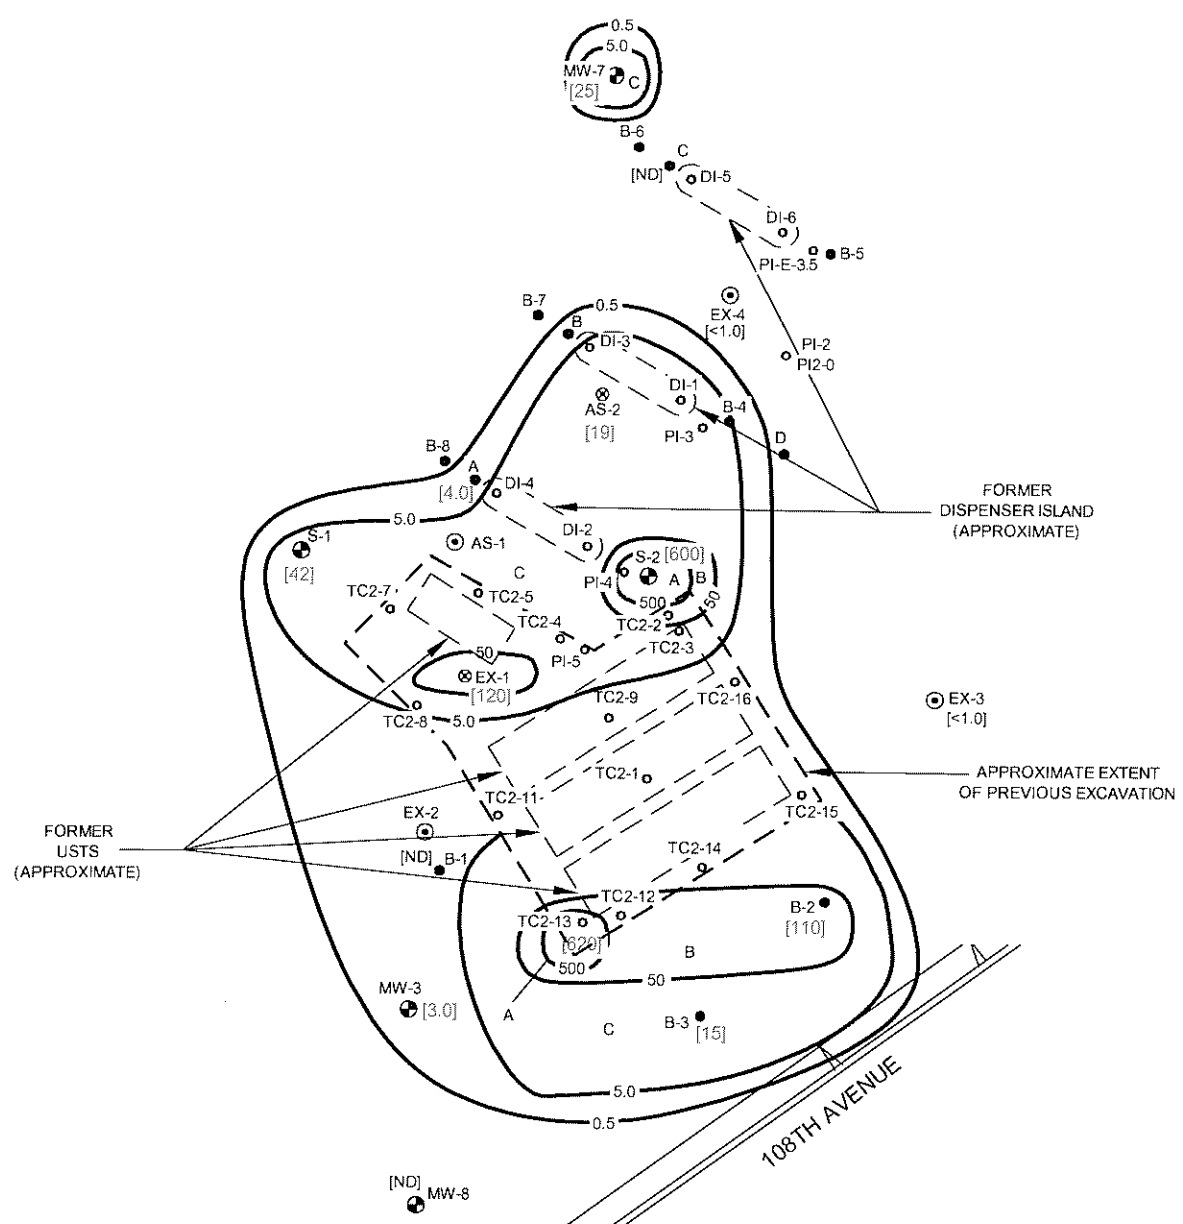 0.5
5.0
MW-7
C
[25]
B-6
C
[ND]
DI-5
DI-6
PI-E-3.5
B-5
EX-4
[<1.0]
PI-2
PI2-0
B-7
B
0.5
DI-3
DI-1
AS-2
[19]
B-4
PI-3
D
B-8
A
[4.0]
DI-4
FORMER
DISPENSER ISLAND
(APPROXIMATE)
5.0
S-1
[42]
AS-1
DI-2
C
S-2
[600]
PI-4
A
B
500
50
TC2-7
TC2-5
TC2-4
TC2-2
TC2-3
PI-5
50
EX-1
[120]
TC2-8
5.0
TC2-9
TC2-16
EX-3
[<1.0]
TC2-1
APPROXIMATE EXTENT
OF PREVIOUS EXCAVATION
TC2-11
TC2-15
EX-2
FORMER
USTS
(APPROXIMATE)
[ND]
B-1
TC2-14
TC2-12
TC2-13
[620]
500
B-2
[110]
B
50
MW-3
[3.0]
A
C
B-3
[15]
5.0
0.5
108TH AVENUE
[ND]
MW-8